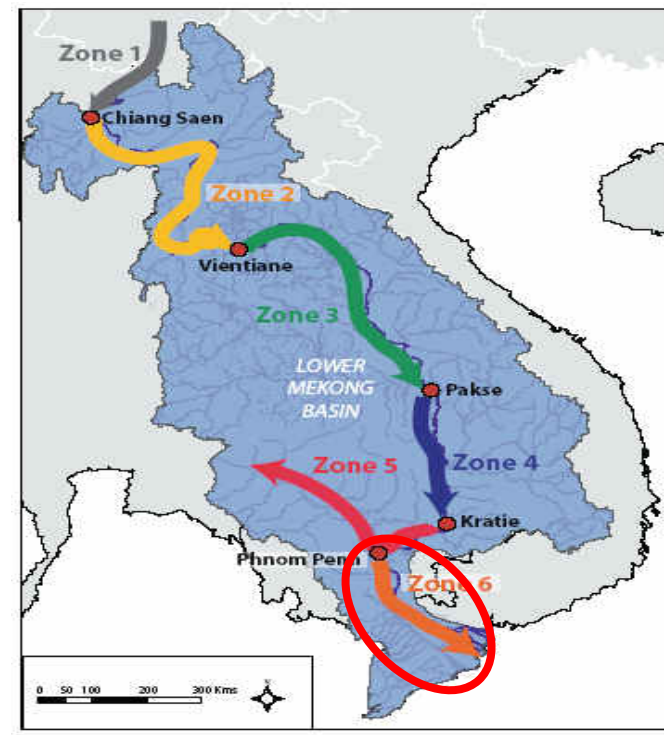 Zone 1
Chiang Saen
Zone 2
Vientiane
Zone 3
LOWER
MEKONG
BASIN
Pakse
Zone 5
Zone 4
Kratie
Phnom Penh
Zone 6
0 50 100 200 300 Kms